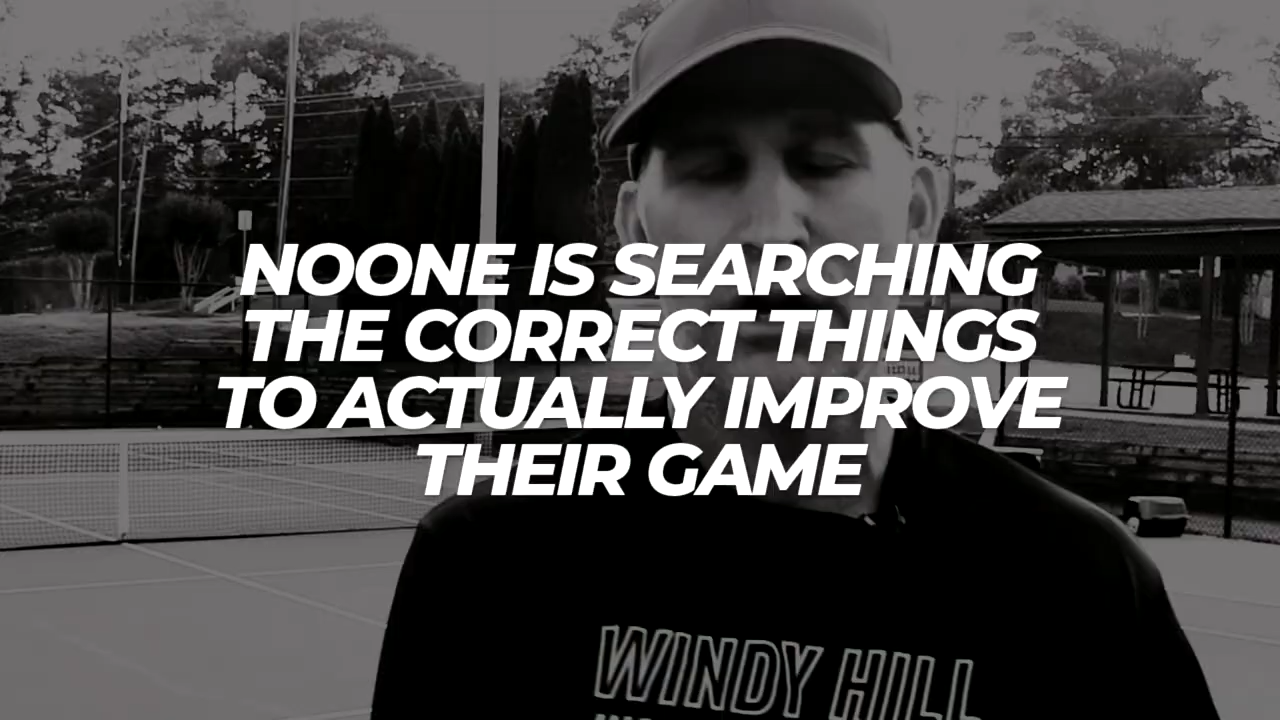 NOONE IS SEARCHING
THE CORRECT THINGS
TO ACTUALLY IMPROVE
THEIR GAME
WINDY HILL